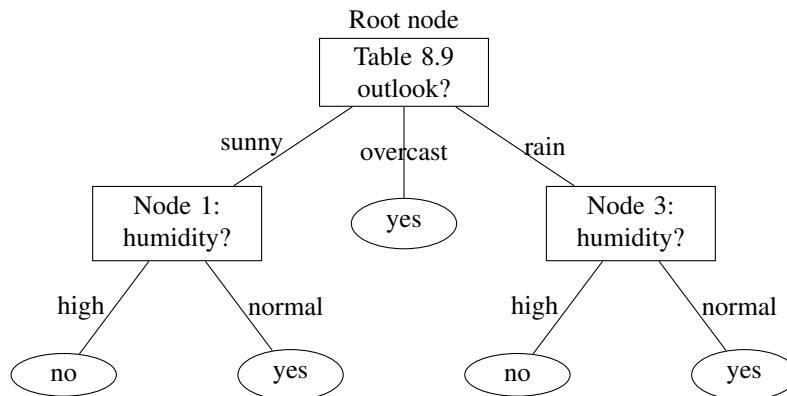 Root node
Table 8.9
outlook?
sunny
overcast
rain
Node 1:
humidity?
yes
Node 3:
humidity?
high
normal
high
normal
no
yes
no
yes